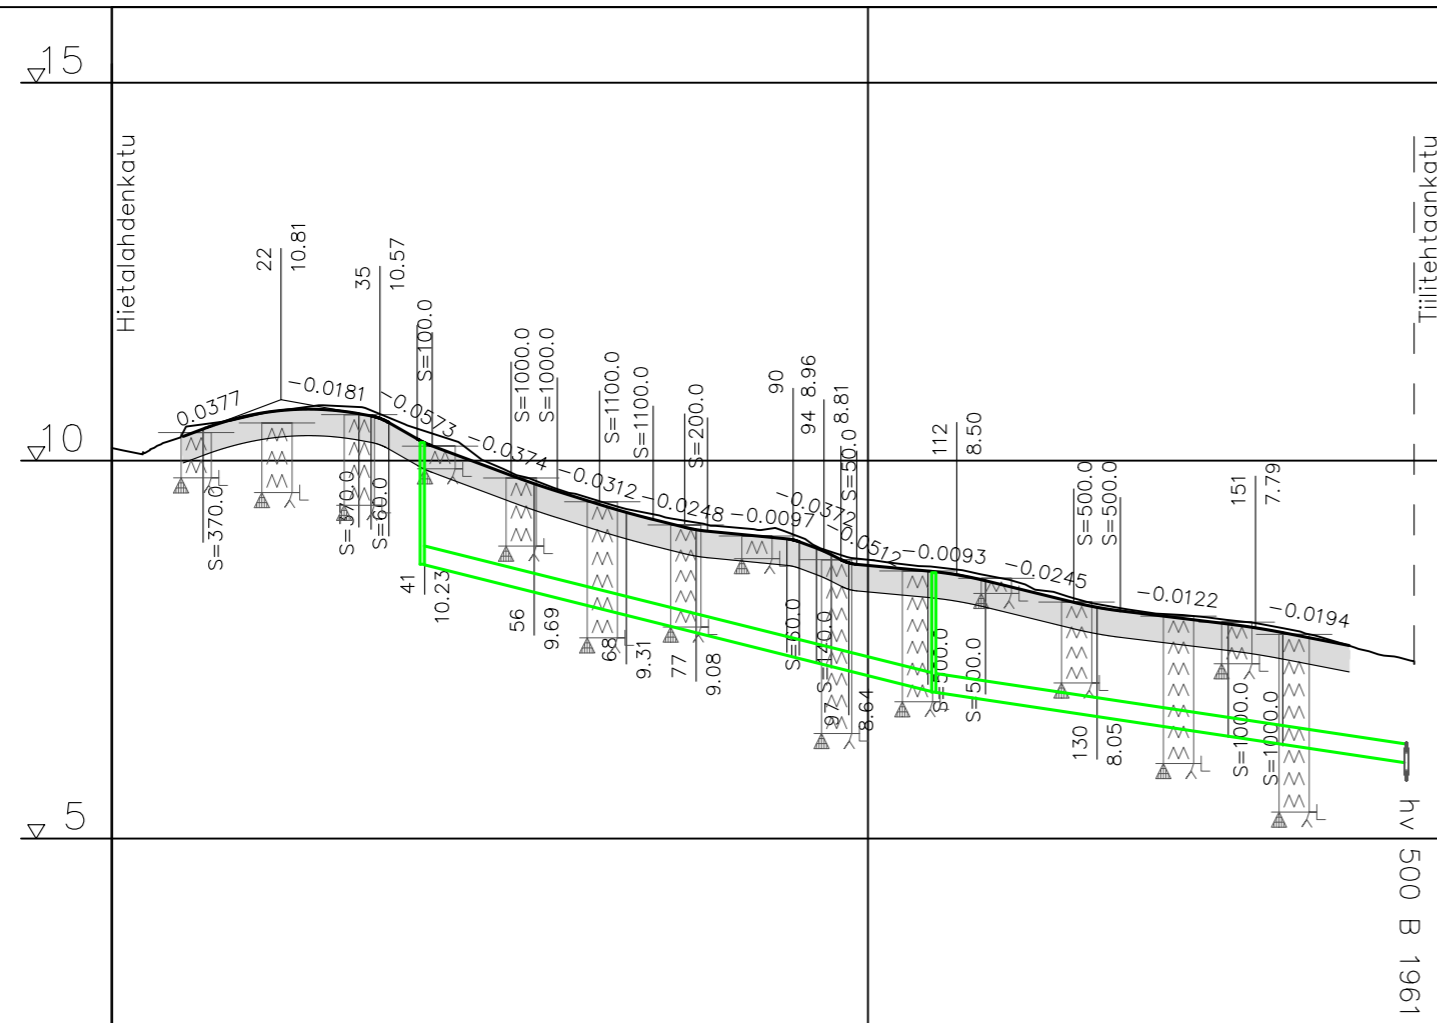 15
10
5
Hietalahdenkatu
Tiilitehtaankatu
22
10.81
35
10.57
S=100.0
S=1000.0
S=1000.0
S=1100.0
S=1100.0
S=200.0
90
94 8.96
8.81
S=50.0
112
8.50
S=500.0
S=500.0
151
7.79
0.0377
-0.0181
-0.0573
-0.0374
-0.0312
-0.0248
-0.0097
-0.0372
-0.0512
-0.0093
-0.0245
-0.0122
-0.0194
S=370.0
S=370.0
S=60.0
41
10.23
56
9.69
68
9.31
77
9.08
S=60.0
S=140.0
97
8.64
S=500.0
S=500.0
130
8.05
S=1000.0
S=1000.0
hv 500 B 1961